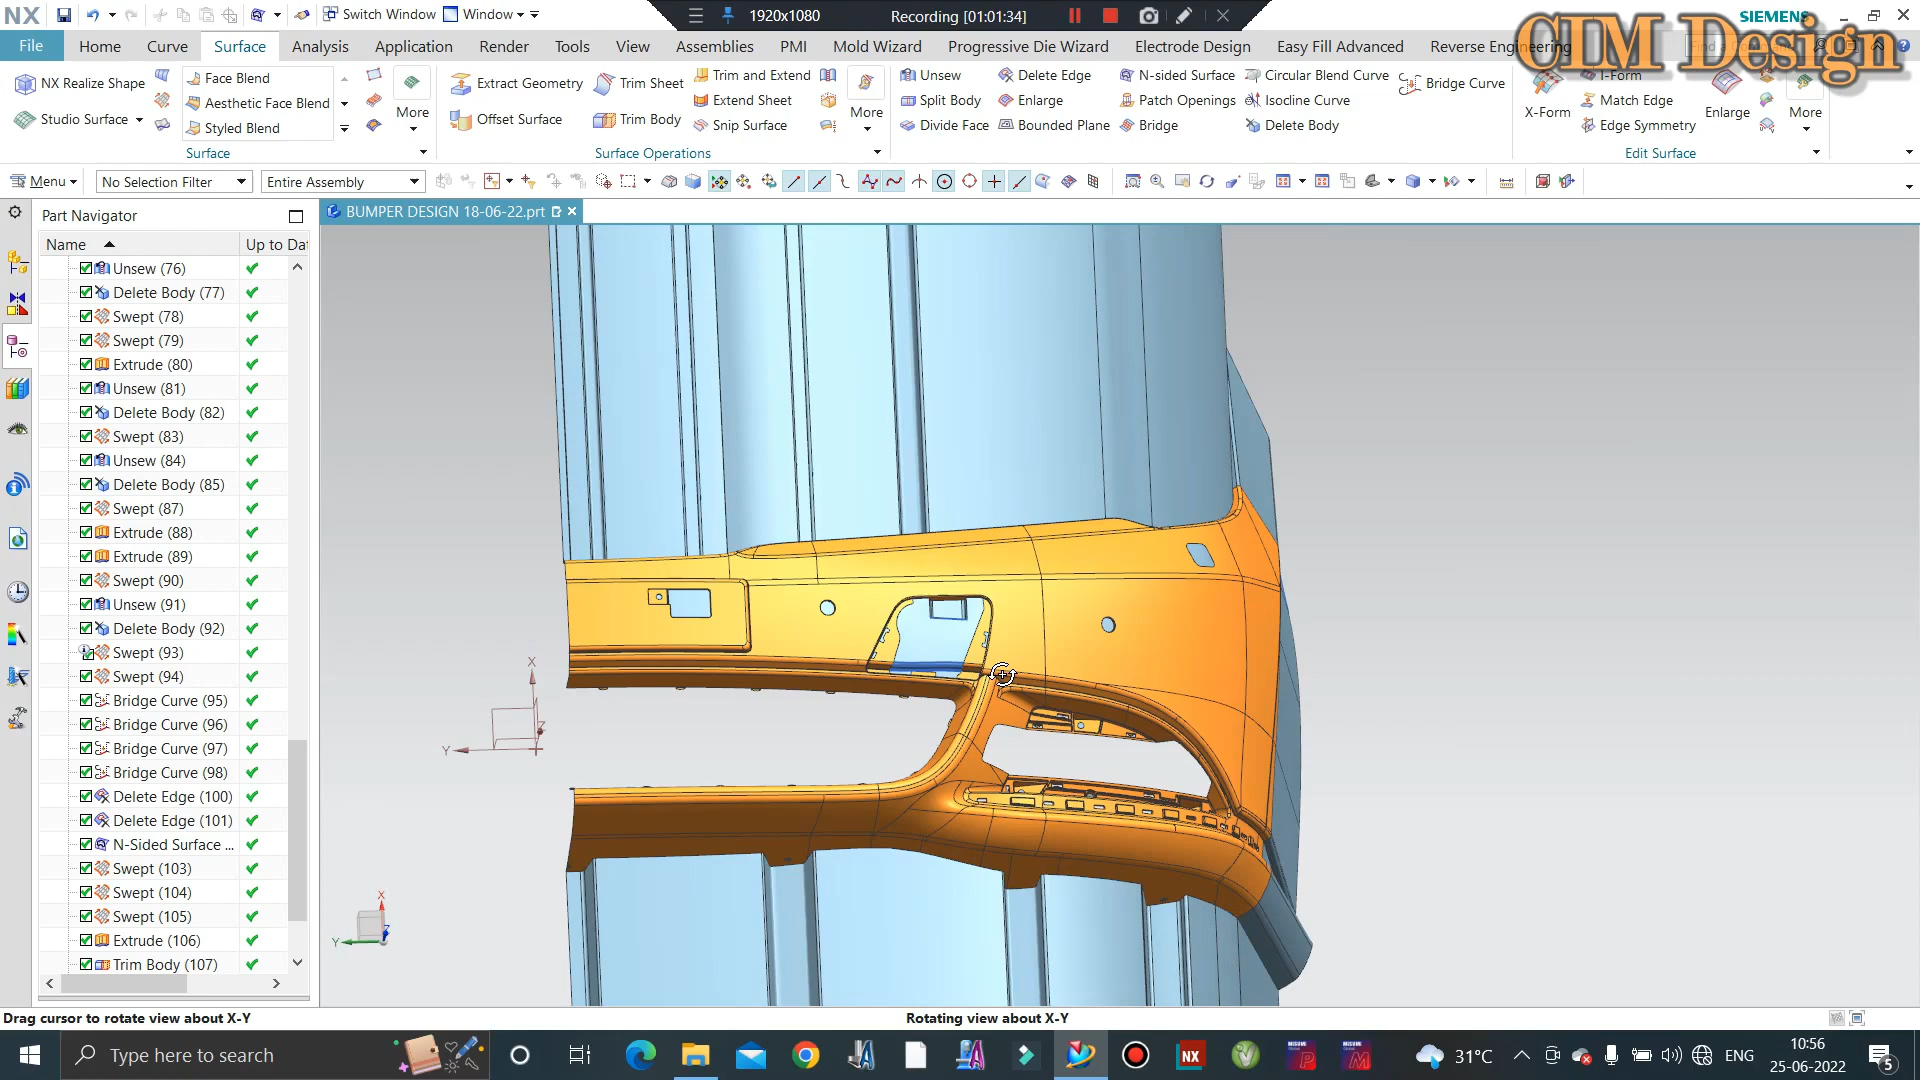 NX
Switch Window
Window
1920x1080
Recording [01:01:34]
SIEMENS
CIM Design
File
Home
Curve
Surface
Analysis
Application
Render
Tools
View
Assemblies
PMI
Mold Wizard
Progressive Die Wizard
Electrode Design
Easy Fill Advanced
Reverse Engineering
NX Realize Shape
Studio Surface
Face Blend
Aesthetic Face Blend
Styled Blend
More
Surface
Extract Geometry
Offset Surface
Trim Sheet
Trim Body
Trim and Extend
Extend Sheet
Snip Surface
More
Unsew
Split Body
Divide Face
Delete Edge
Enlarge
Bounded Plane
N-sided Surface
Patch Openings
Bridge
Circular Blend Curve
Isocline Curve
Delete Body
Bridge Curve
Surface Operations
X-Form
I-Form
Match Edge
Edge Symmetry
Enlarge
More
Edit Surface
Menu
No Selection Filter
Entire Assembly
Part Navigator
BUMPER DESIGN 18-06-22.prt
Name
Up to Dat
Unsew (76)
Delete Body (77)
Swept (78)
Swept (79)
Extrude (80)
Unsew (81)
Delete Body (82)
Swept (83)
Unsew (84)
Delete Body (85)
Swept (87)
Extrude (88)
Extrude (89)
Swept (90)
Unsew (91)
Delete Body (92)
Swept (93)
Swept (94)
Bridge Curve (95)
Bridge Curve (96)
Bridge Curve (97)
Bridge Curve (98)
Delete Edge (100)
Delete Edge (101)
N-Sided Surface ...
Swept (103)
Swept (104)
Swept (105)
Extrude (106)
Trim Body (107)
X
Y
X
Y
Drag cursor to rotate view about X-Y
Rotating view about X-Y
Type here to search
NX
31°C
ENG
10:56
25-06-2022
5